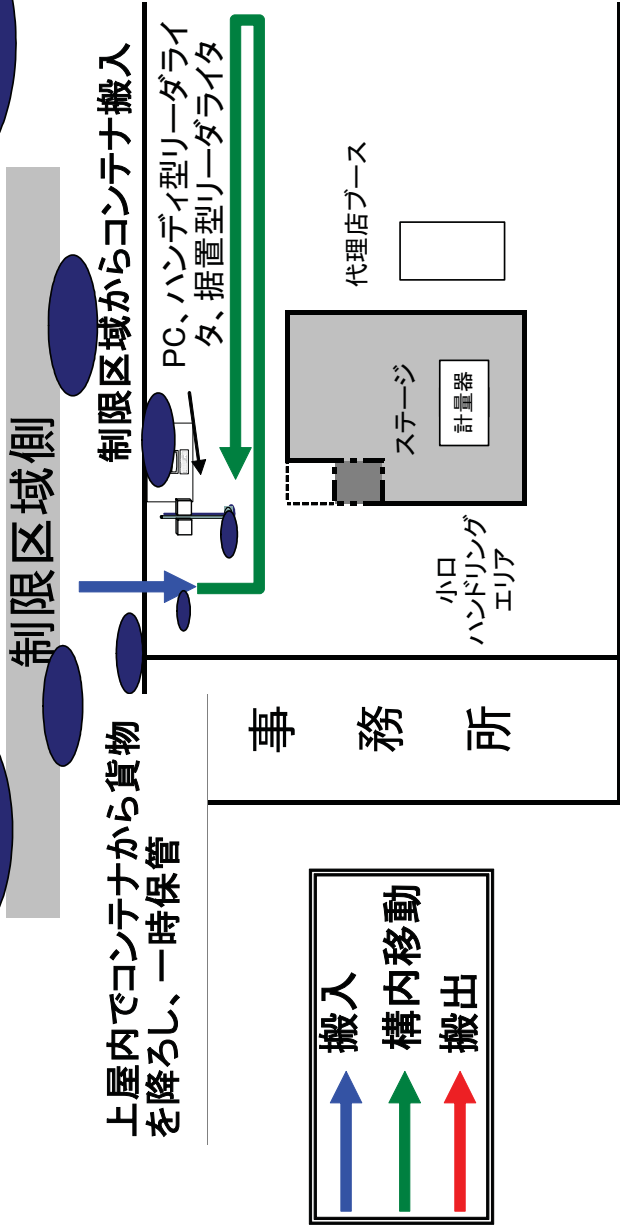 制限区域側
制限区域からコンテナ搬入
PC、ハンディ型リーダライ
タ、据置型リーダライタ
上屋内でコンテナから貨物
を降ろし、一時保管
代理店ブース
ステージ
計量器
小口
ハンドリング
エリア
事務所
搬入
構内移動
搬出